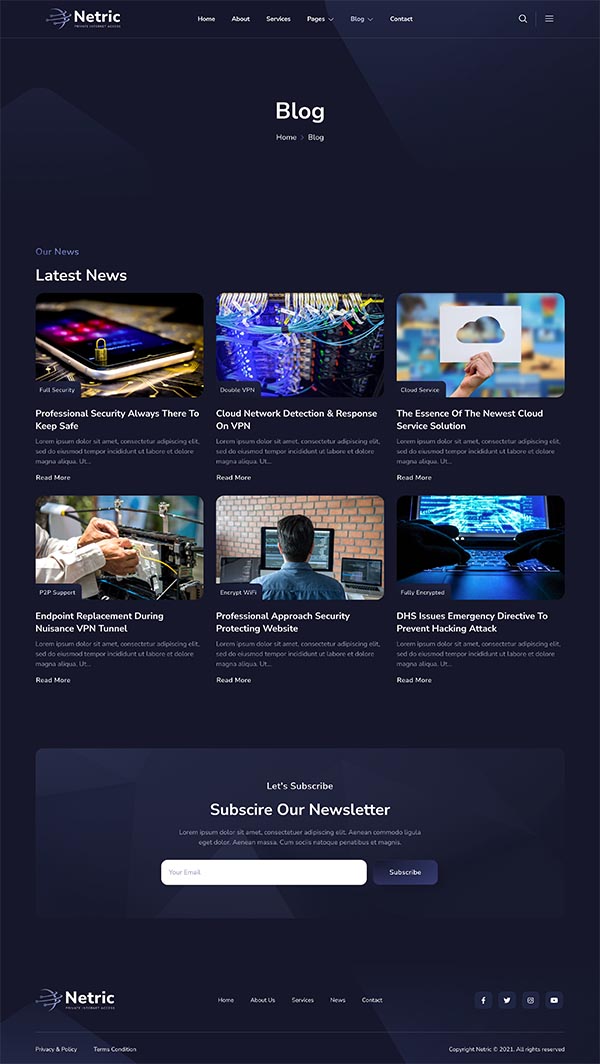 Netric
PRIVATE INTERNET ACCESS
Home About Services Pages Blog Contact
Blog
Home > Blog
Our News
Latest News
Full Security
Double VPN
Cloud Service
Professional Security Always There To
Keep Safe
Cloud Network Detection & Response
On VPN
The Essence Of The Newest Cloud
Service Solution
Lorem ipsum dolor sit amet, consectetur adipiscing elit,
sed do eiusmod tempor incididunt ut labore et dolore
magna aliqua. Ut...
Lorem ipsum dolor sit amet, consectetur adipiscing elit,
sed do eiusmod tempor incididunt ut labore et dolore
magna aliqua. Ut...
Lorem ipsum dolor sit amet, consectetur adipiscing elit,
sed do eiusmod tempor incididunt ut labore et dolore
magna aliqua. Ut...
Read More
Read More
Read More
P2P Support
Encrypt WiFi
Fully Encrypted
Endpoint Replacement During
Nuisance VPN Tunnel
Professional Approach Security
Protecting Website
DHS Issues Emergency Directive To
Prevent Hacking Attack
Lorem ipsum dolor sit amet, consectetur adipiscing elit,
sed do eiusmod tempor incididunt ut labore et dolore
magna aliqua. Ut...
Lorem ipsum dolor sit amet, consectetur adipiscing elit,
sed do eiusmod tempor incididunt ut labore et dolore
magna aliqua. Ut...
Lorem ipsum dolor sit amet, consectetur adipiscing elit,
sed do eiusmod tempor incididunt ut labore et dolore
magna aliqua. Ut...
Read More
Read More
Read More
Let's Subscribe
Subscire Our Newsletter
Lorem ipsum dolor sit amet, consectetuer adipiscing elit. Aenean commodo ligula
eget dolor. Aenean massa. Cum sociis natoque penatibus et magnis.
Your Email
Subscribe
Netric
PRIVATE INTERNET ACCESS
Home About Us Services News Contact
Privacy & Policy Terms Condition
Copyright Netric © 2021. All rights reserved